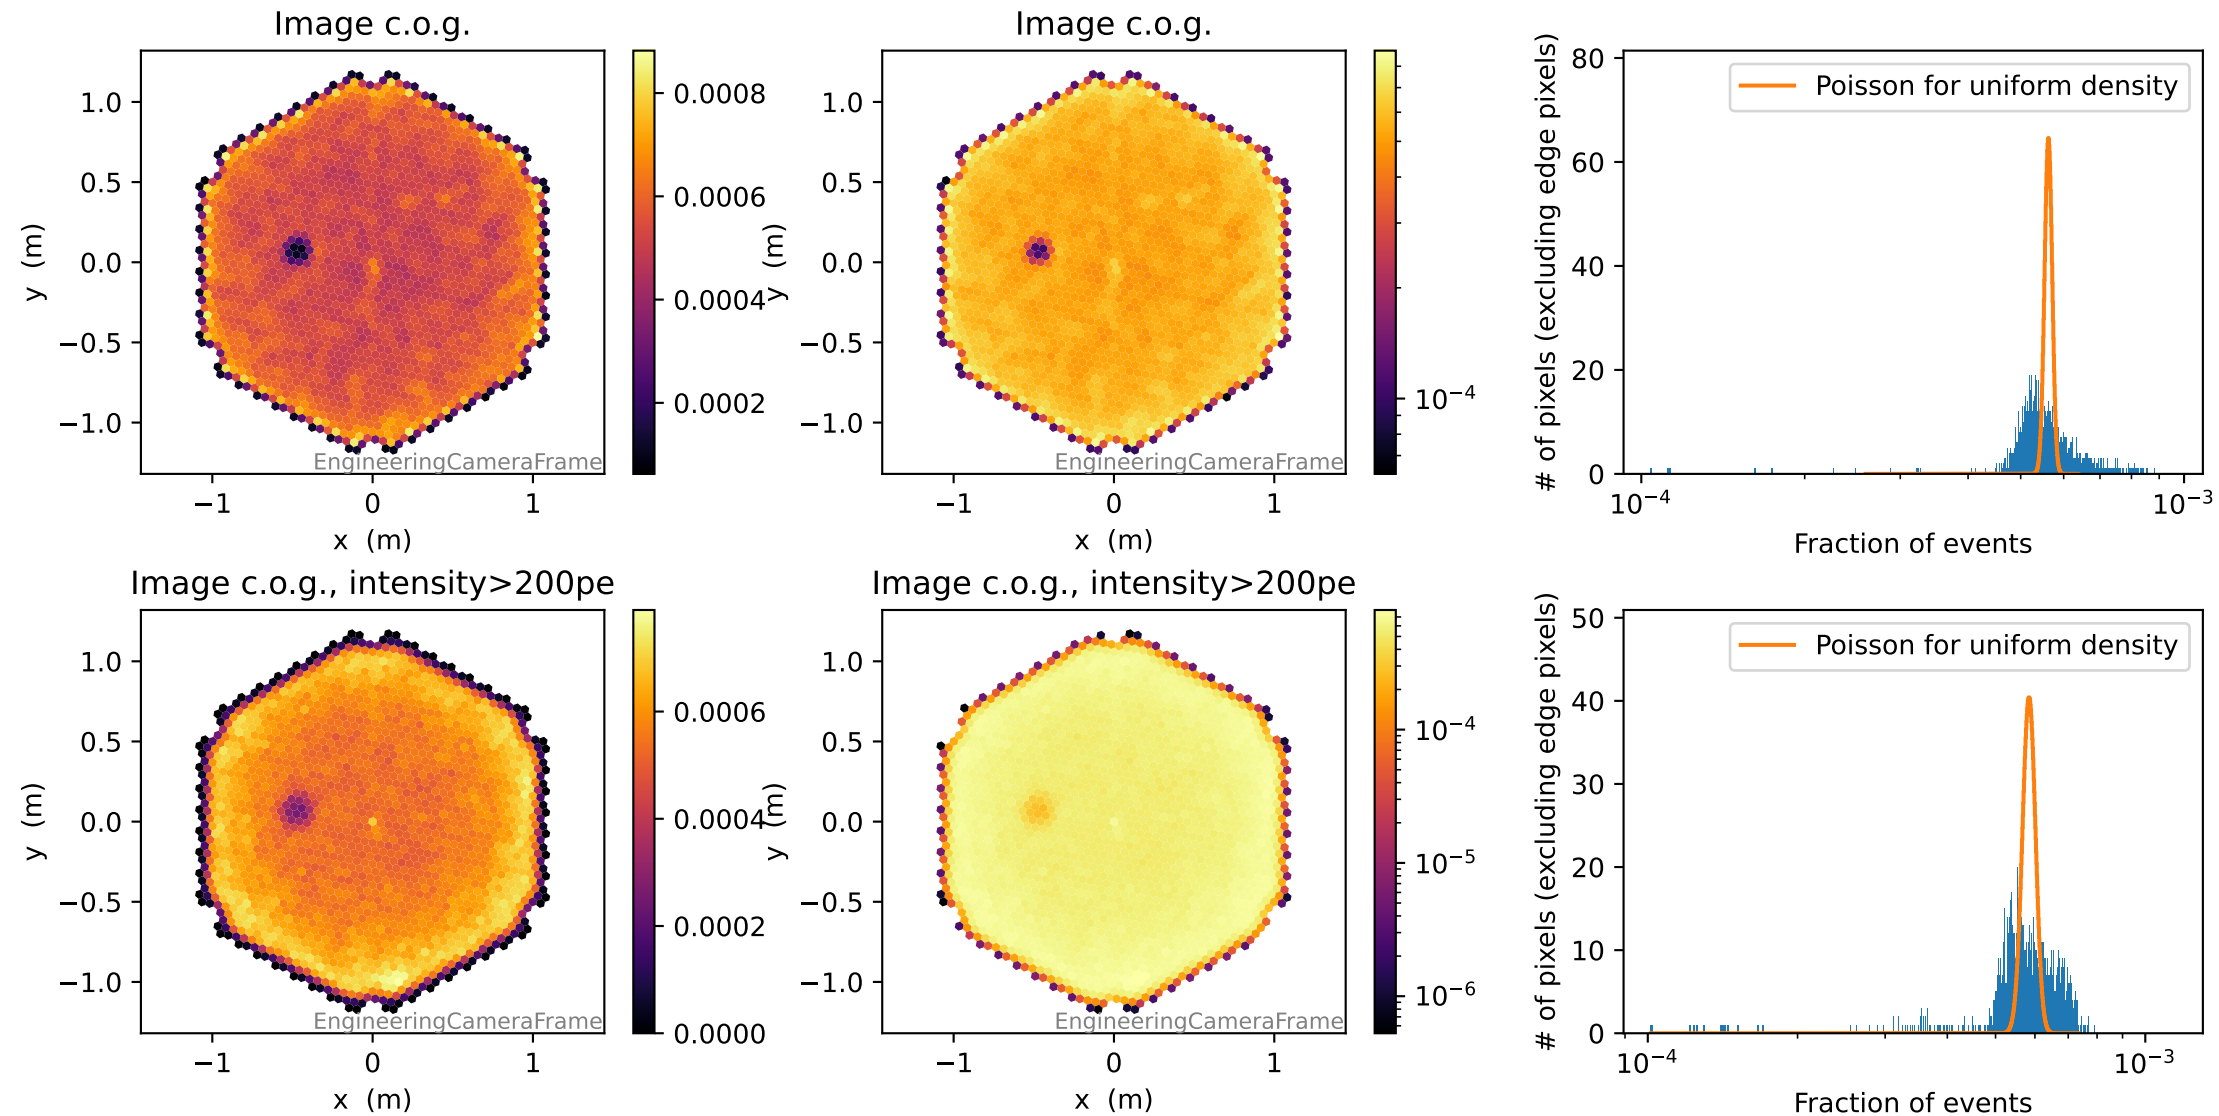 Image c.o.g.
1.0
0.5
0.0
−0.5
−1.0
y (m)
−1 0 1
x (m)
EngineeringCameraFrame
0.0008
0.0006
0.0004
0.0002
Image c.o.g.
1.0
0.5
0.0
−0.5
−1.0
y (m)
−1 0 1
x (m)
EngineeringCameraFrame
10⁻⁴
# of pixels (excluding edge pixels)
80
60
40
20
0
Poisson for uniform density
10⁻⁴ 10⁻³
Fraction of events
Image c.o.g., intensity>200pe
1.0
0.5
0.0
−0.5
−1.0
y (m)
−1 0 1
x (m)
EngineeringCameraFrame
0.0006
0.0004
0.0002
0.0000
Image c.o.g., intensity>200pe
1.0
0.5
0.0
−0.5
−1.0
y (m)
−1 0 1
x (m)
EngineeringCameraFrame
10⁻⁴
10⁻⁵
10⁻⁶
# of pixels (excluding edge pixels)
50
40
30
20
10
0
Poisson for uniform density
10⁻⁴ 10⁻³
Fraction of events